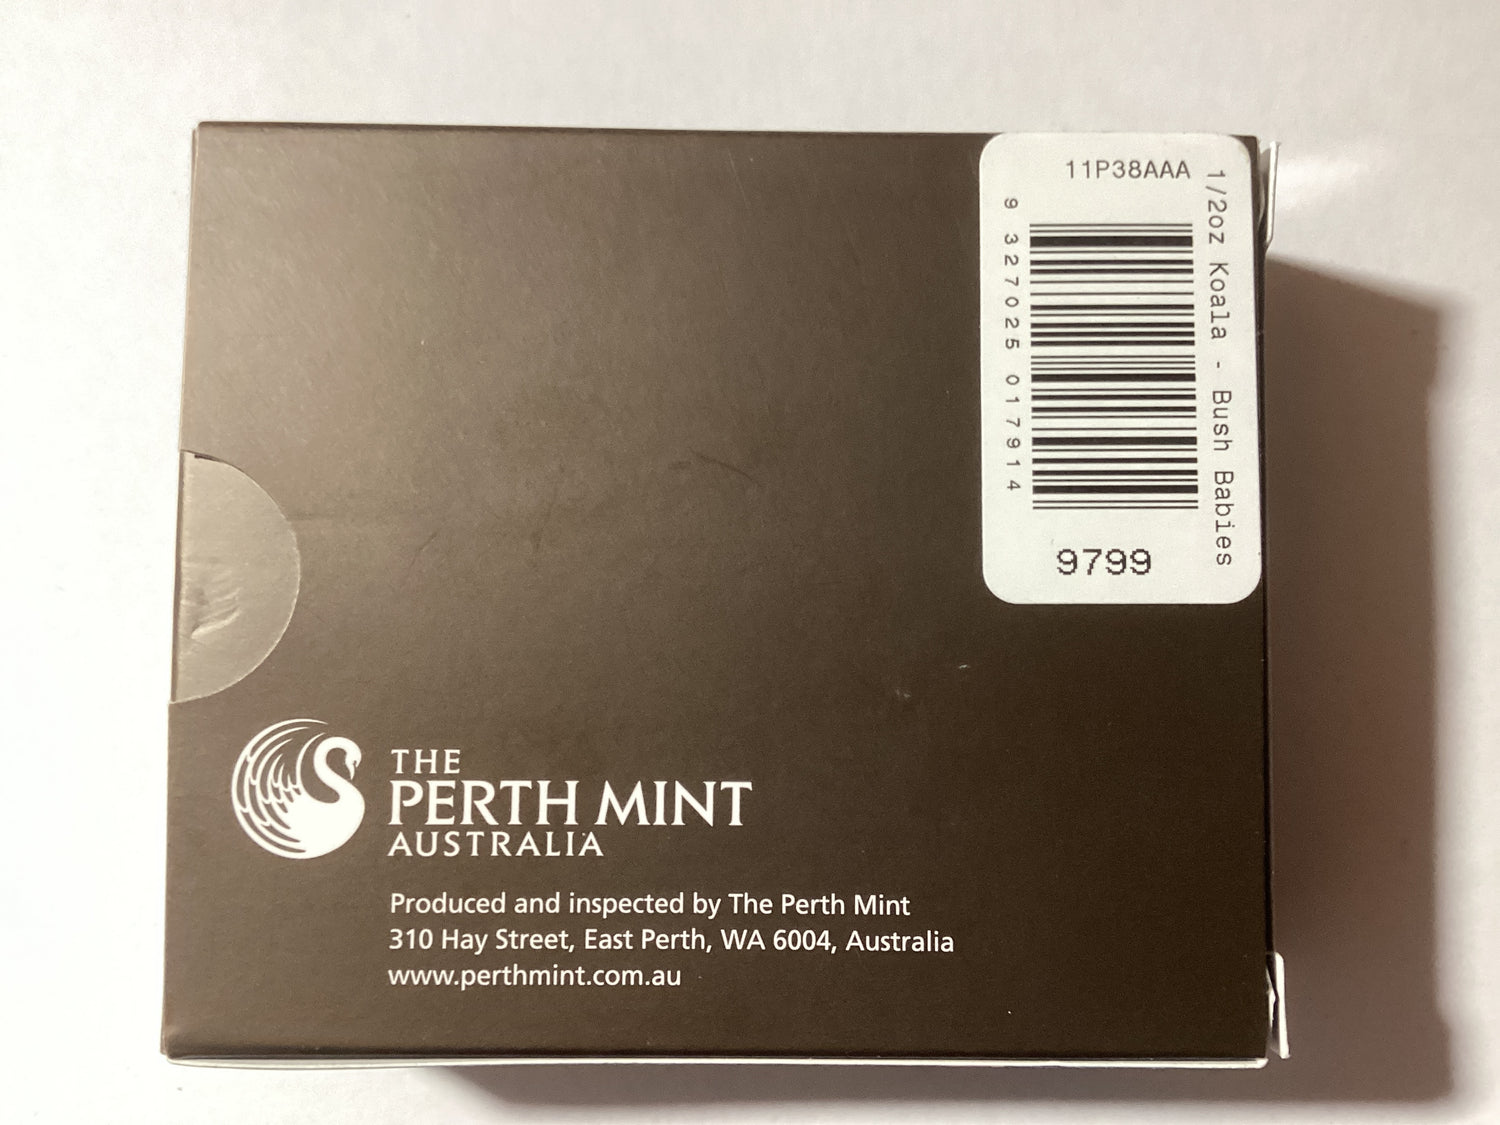 11P38AAA
1/2oz Koala - Bush Babies
9 327025 017914
9799
THE
PERTH MINT
AUSTRALIA
Produced and inspected by The Perth Mint
310 Hay Street, East Perth, WA 6004, Australia
www.perthmint.com.au